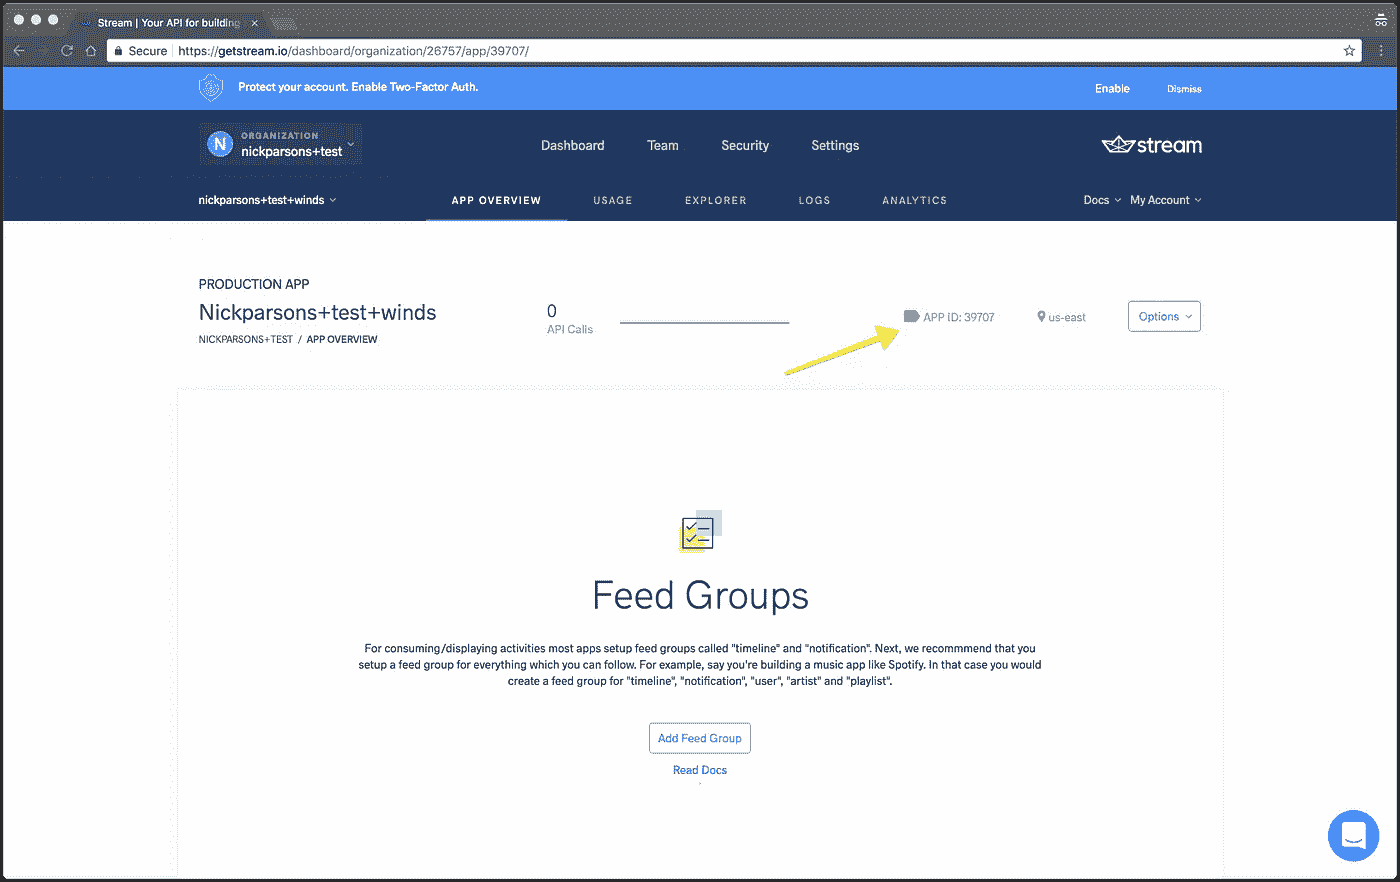 Stream | Your API for building
Secure https://getstream.io/dashboard/organization/26757/app/39707/
Protect your account. Enable Two-Factor Auth.
Enable
Dismiss
N
ORGANIZATION
nickparsons+test
Dashboard
Team
Security
Settings
stream
nickparsons+test+winds
APP OVERVIEW
USAGE
EXPLORER
LOGS
ANALYTICS
Docs
My Account
PRODUCTION APP
Nickparsons+test+winds
NICKPARSONS+TEST / APP OVERVIEW
0
API Calls
APP ID: 39707
us-east
Options
Feed Groups
For consuming/displaying activities most apps setup feed groups called "timeline" and "notification". Next, we recommmend that you
setup a feed group for everything which you can follow. For example, say you're building a music app like Spotify. In that case you would
create a feed group for "timeline", "notification", "user", "artist" and "playlist".
Add Feed Group
Read Docs